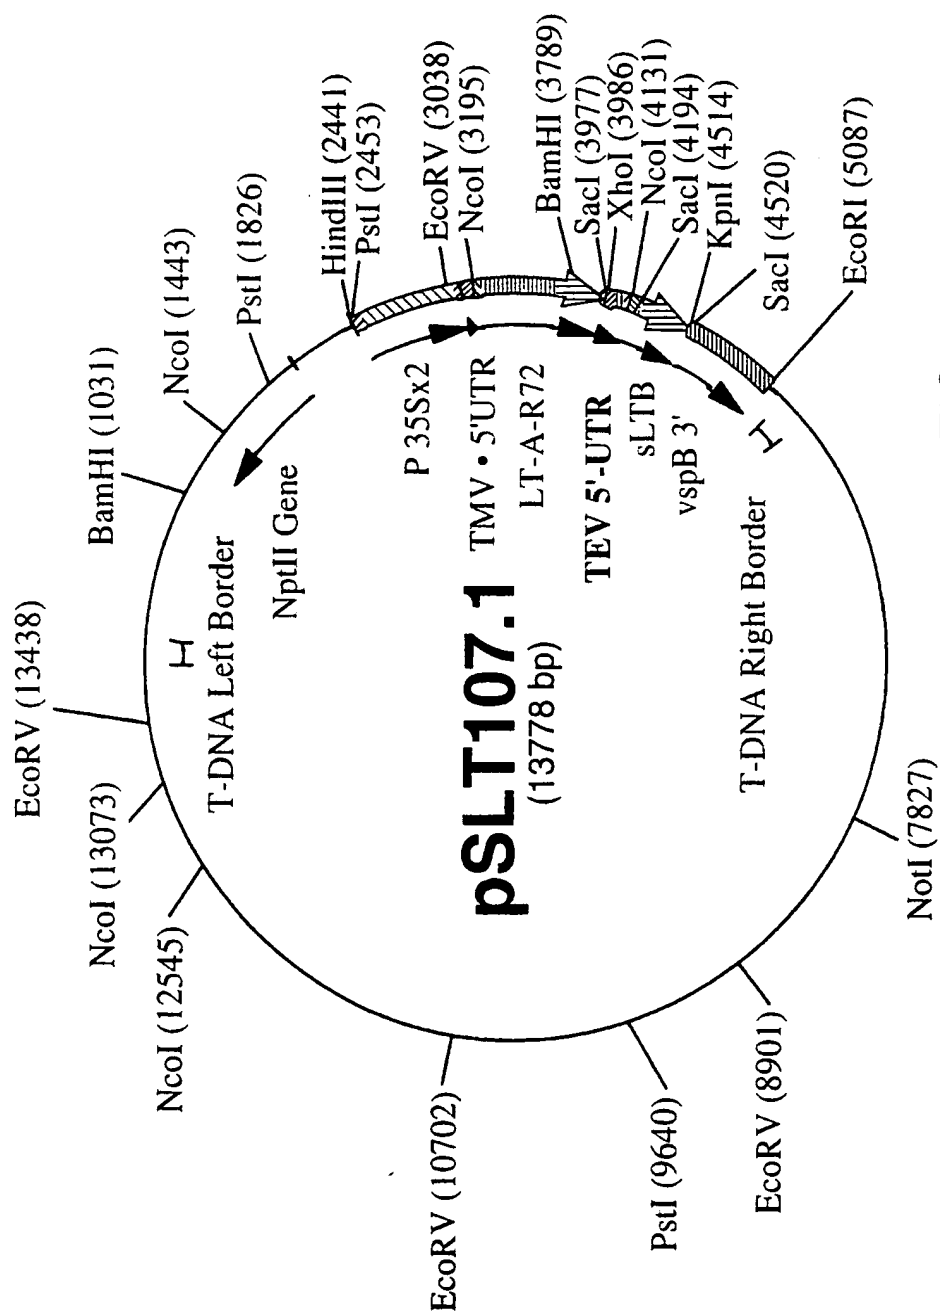 EcoRV (13438)
BamHI (1031)
NcoI (1443)
PstI (1826)
HindIII (2441)
PstI (2453)
EcoRV (3038)
NcoI (3195)
BamHI (3789)
SacI (3977)
XhoI (3986)
NcoI (4131)
SacI (4194)
KpnI (4514)
SacI (4520)
EcoRI (5087)
NotI (7827)
EcoRV (8901)
PstI (9640)
EcoRV (10702)
NcoI (12545)
NcoI (13073)
T-DNA Left Border
NptII Gene
P 35Sx2
TMV • 5'UTR
LT-A-R72
TEV 5'-UTR
sLTB
vspB 3'
T-DNA Right Border
pSLT107.1
(13778 bp)